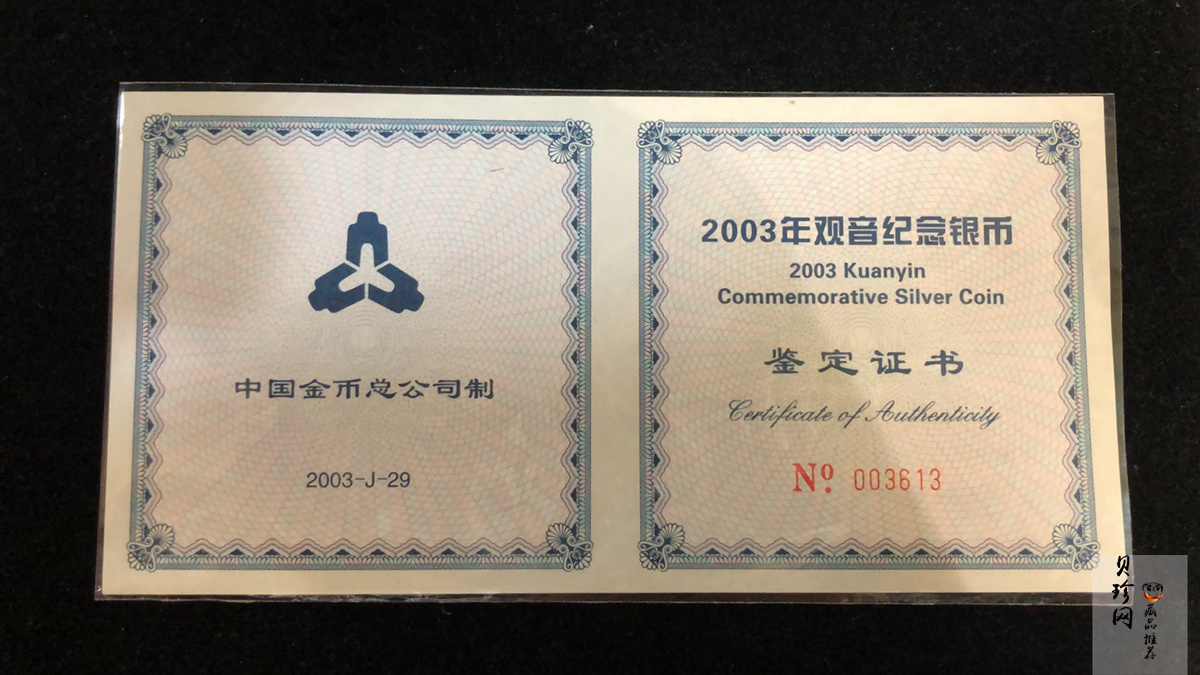 中国金币总公司制
2003-J-29
2003年观音纪念银币
2003 Kuanyin
Commemorative Silver Coin
鉴定证书
Certificate of Authenticity
Nº. 003613
贝珍网
藏品推荐